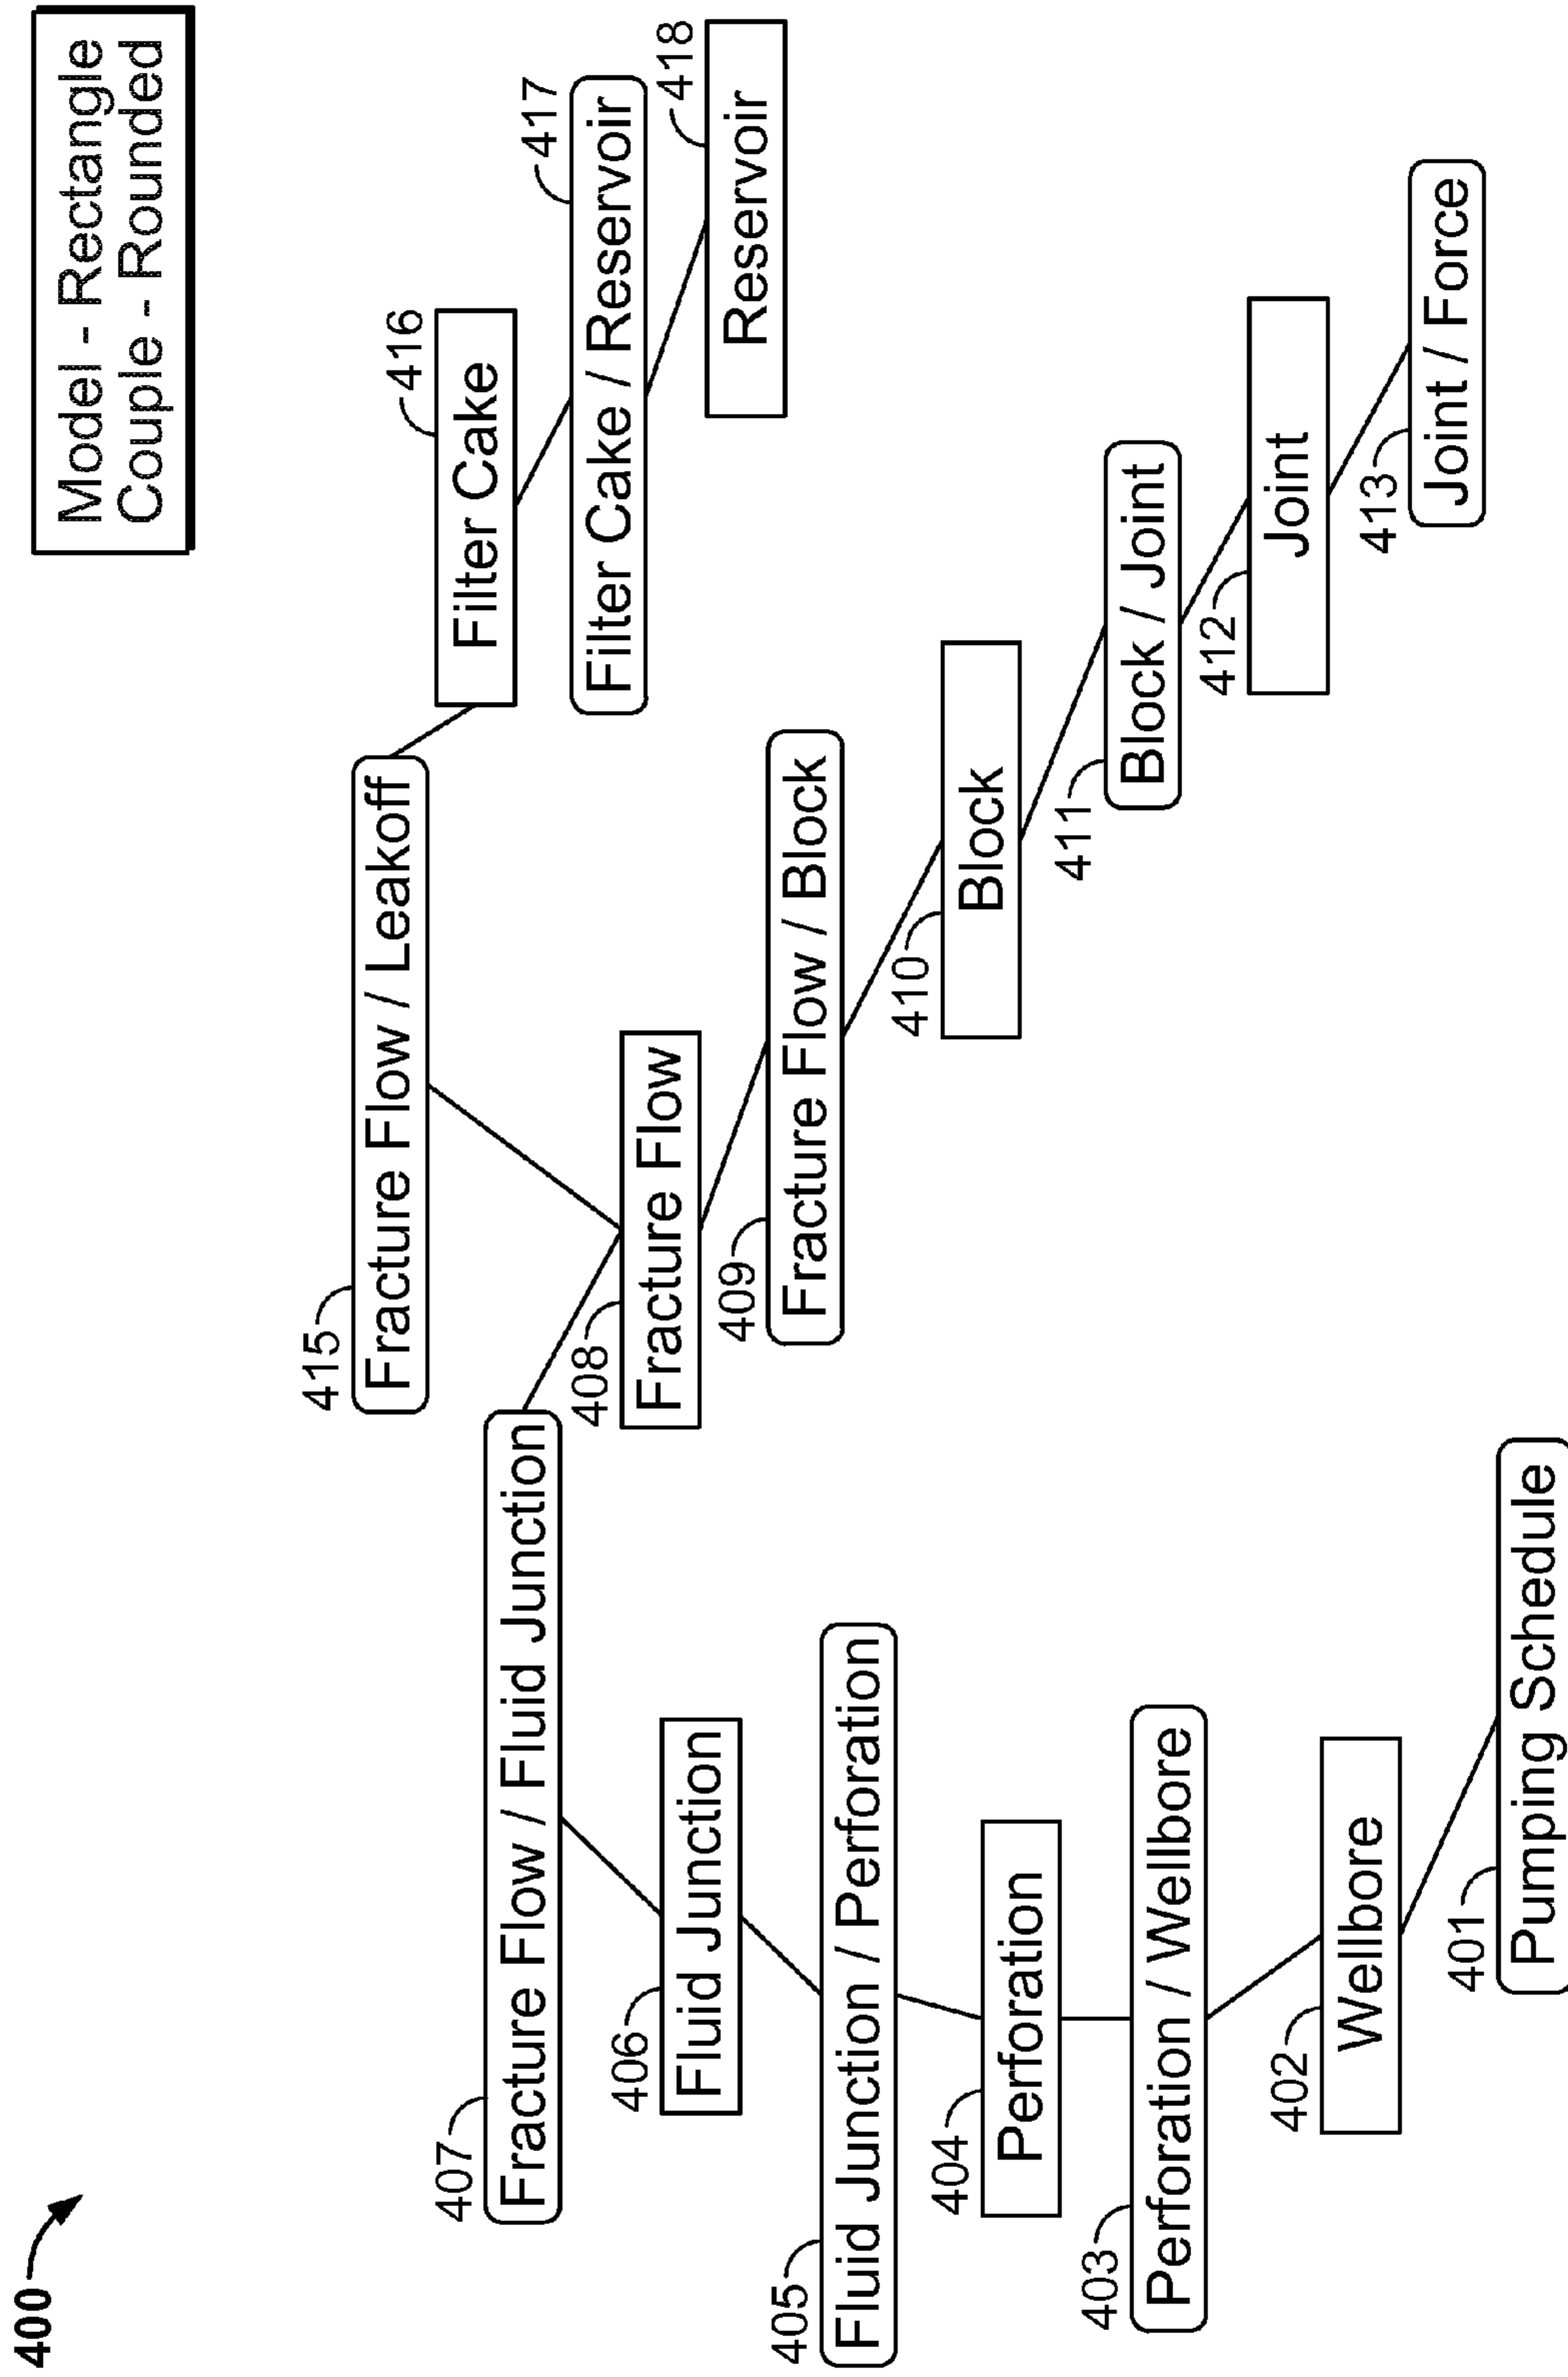 400
Model - Rectangle
Couple - Rounded
415
Fracture Flow / Leakoff
416
Filter Cake
417
Filter Cake / Reservoir
418
Reservoir
407
Fracture Flow / Fluid Junction
408
Fracture Flow
406
Fluid Junction
409
Fracture Flow / Block
405
Fluid Junction / Perforation
410
Block
404
Perforation
411
Block / Joint
403
Perforation / Wellbore
412
Joint
402
Wellbore
413
Joint / Force
401
Pumping Schedule